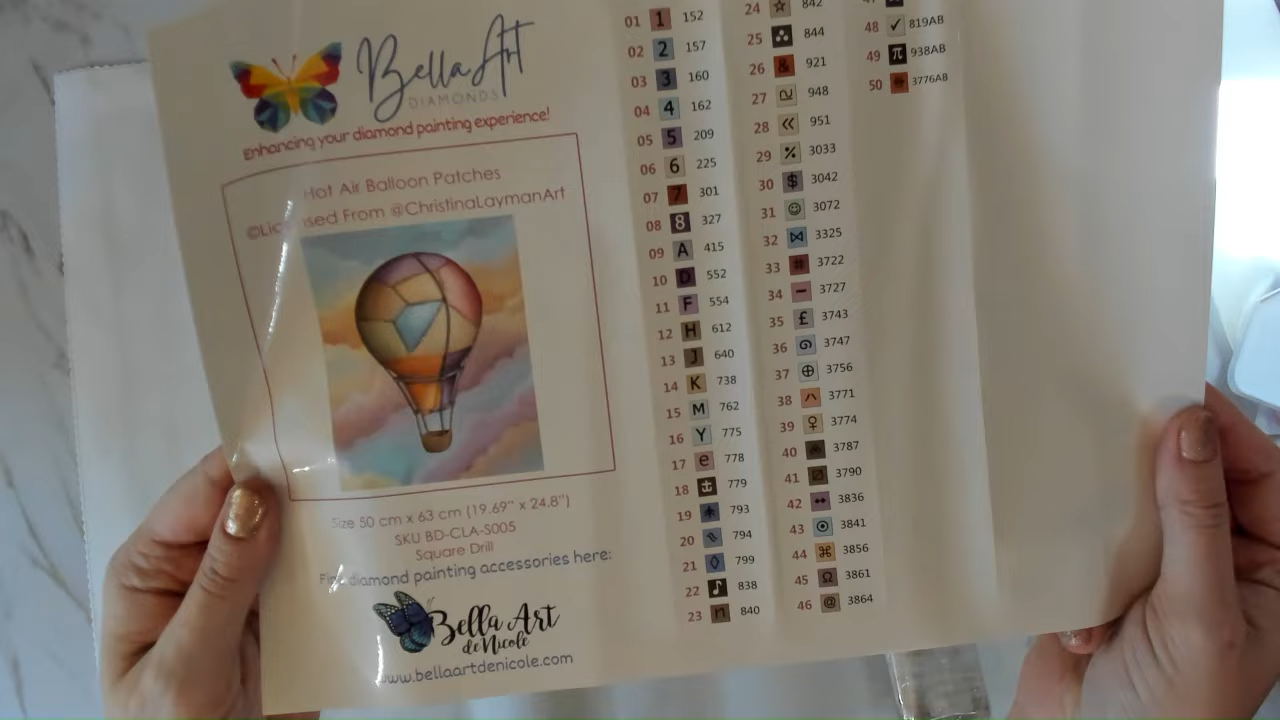 Bella Art
DIAMONDS
Enhancing your diamond painting experience!
Hot Air Balloon Patches
©Licensed From @ChristinaLaymanArt
Size 50 cm x 63 cm (19.69" x 24.8")
SKU BD-CLA-S005
Square Drill
Find diamond painting accessories here:
Bella Art
de Nicole
www.bellaartdenicole.com
01 1 152
02 2 157
03 3 160
04 4 162
05 5 209
06 6 225
07 7 301
08 8 327
09 A 415
10 D 552
11 F 554
12 H 612
13 J 640
14 K 738
15 M 762
16 Y 775
17 e 778
18 779
19 793
20 794
21 ◊ 799
22 ♪ 838
23 n 840
24 ☆ 842
25 844
26 & 921
27 948
28 « 951
29 % 3033
30 $ 3042
31 ☺ 3072
32 ⋈ 3325
33 # 3722
34 − 3727
35 £ 3743
36 3747
37 ⊕ 3756
38 3771
39 ♀ 3774
40 3787
41 3790
42 ↔ 3836
43 ⊙ 3841
44 ⌘ 3856
45 Ω 3861
46 @ 3864
48 ✓ 819AB
49 π 938AB
50 3776AB